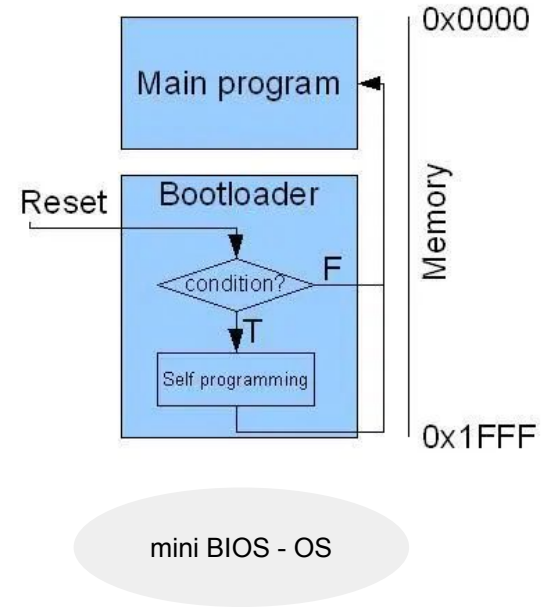 0x0000
Main program
Memory
Reset
Bootloader
condition?
F
T
Self programming
0x1FFF
mini BIOS - OS